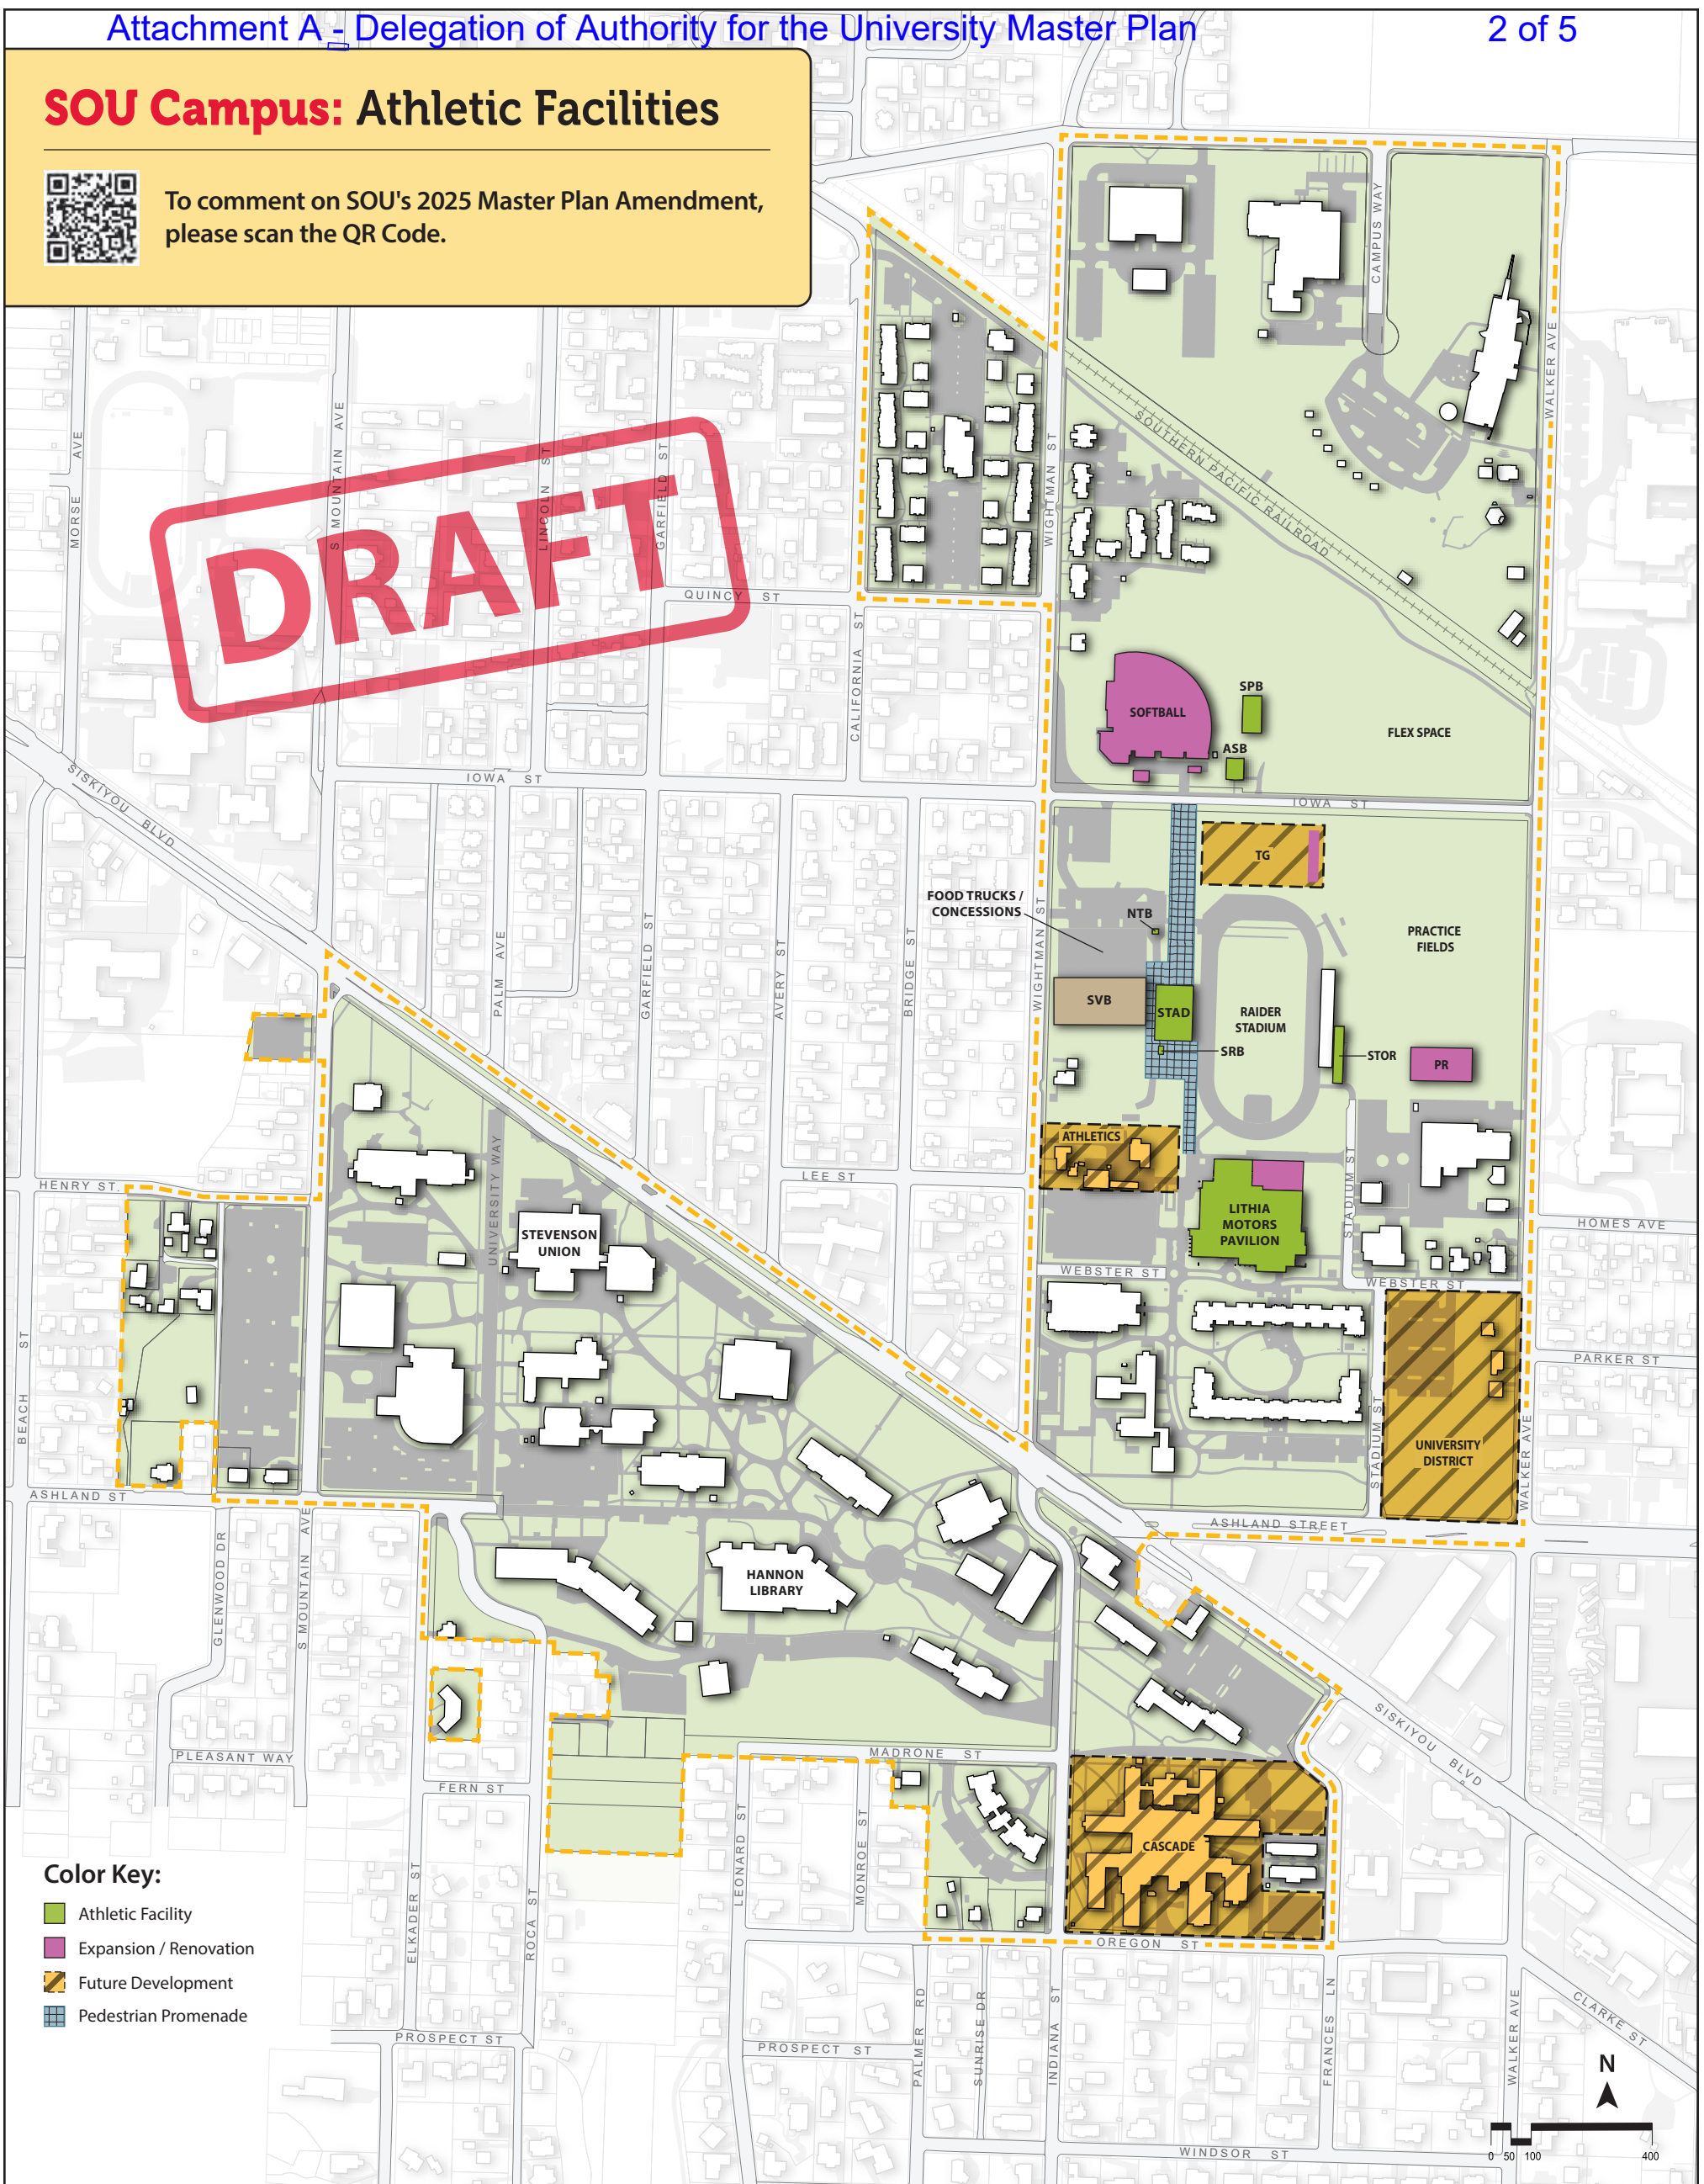 Attachment A - Delegation of Authority for the University Master Plan
2 of 5
SOU Campus: Athletic Facilities
To comment on SOU's 2025 Master Plan Amendment,
please scan the QR Code.
DRAFT
MORSE AVE
S MOUNTAIN AVE
LINCOLN ST
GARFIELD ST
QUINCY ST
CALIFORNIA ST
WIGHTMAN ST
CAMPUS WAY
WALKER AVE
SOUTHERN PACIFIC RAILROAD
SOFTBALL
SPB
ASB
FLEX SPACE
SISKIYOU BLVD
IOWA ST
IOWA ST
TG
FOOD TRUCKS /
CONCESSIONS
NTB
PRACTICE
FIELDS
PALM AVE
GARFIELD ST
AVERY ST
BRIDGE ST
WIGHTMAN ST
SVB
STAD
RAIDER
STADIUM
SRB
STOR
PR
ATHLETICS
LEE ST
HENRY ST.
UNIVERSITY WAY
STEVENSON
UNION
LITHIA
MOTORS
PAVILION
STADIUM ST
HOMES AVE
WEBSTER ST
WEBSTER ST
PARKER ST
BEACH ST
UNIVERSITY
DISTRICT
STADIUM ST
WALKER AVE
ASHLAND ST
ASHLAND STREET
GLENWOOD DR
S MOUNTAIN AVE
HANNON
LIBRARY
SISKIYOU BLVD
PLEASANT WAY
FERN ST
MADRONE ST
LEONARD ST
MONROE ST
CASCADE
ELKADER ST
ROCA ST
OREGON ST
Color Key:
Athletic Facility
Expansion / Renovation
Future Development
Pedestrian Promenade
PROSPECT ST
PROSPECT ST
PALMER RD
SUNRISE DR
INDIANA ST
FRANCES LN
WALKER AVE
CLARKE ST
WINDSOR ST
N
0 50 100 400